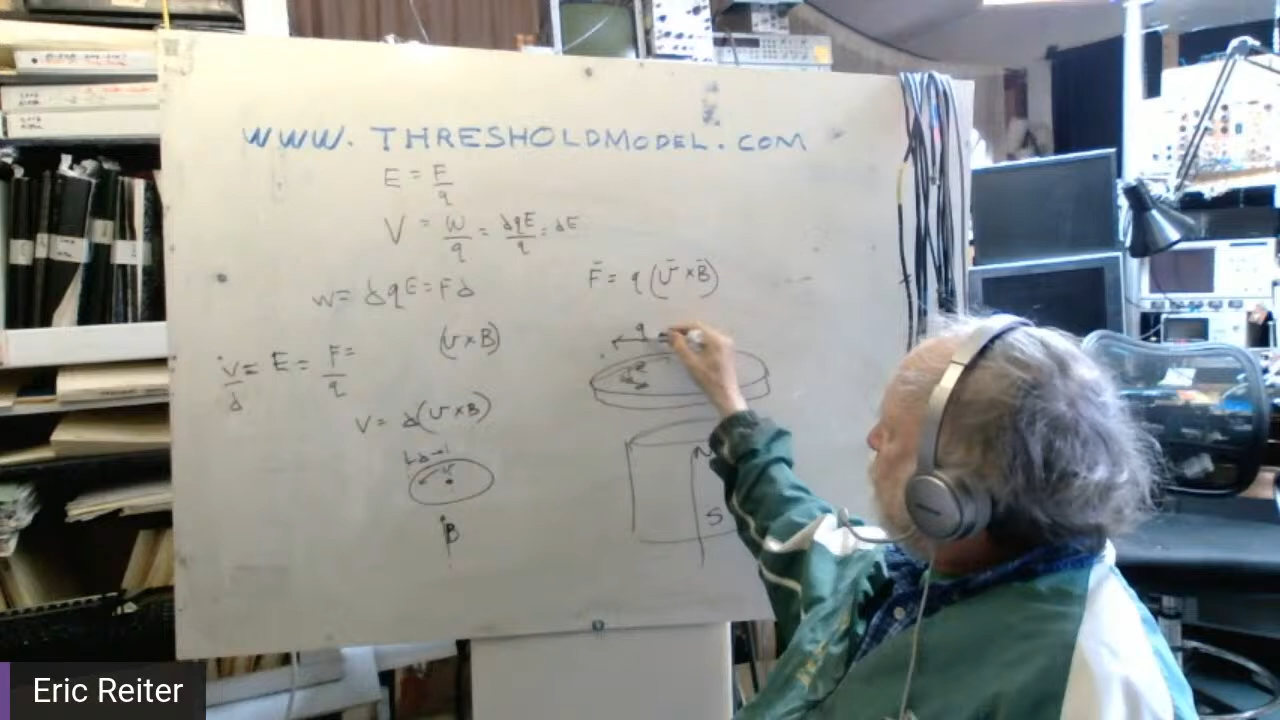 WWW.THRESHOLDMODEL.COM
E = F/q
V = W/q = dqE/q = dE
W = dqE = Fd
F̄ = q(v̄ × B̄)
V/d = E = F/q =
(v × B)
V = d(v × B)
q
d
v
B
N
S
Eric Reiter